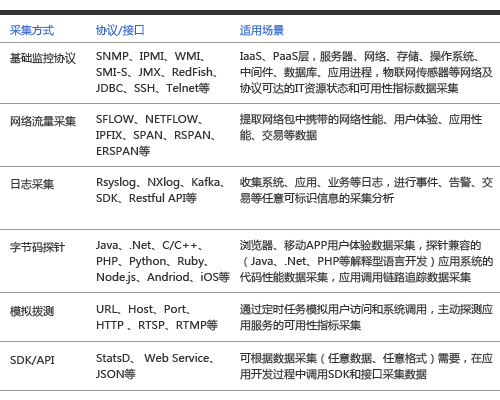 采集方式 协议/接口 适用场景
基础监控协议 SNMP、IPMI、WMI、 IaaS、PaaS层，服务器、网络、存储、操作系统、
SMI-S、JMX、RedFish、 中间件、数据库、应用进程，物联网传感器等网络及
JDBC、SSH、Telnet等 协议可达的IT资源状态和可用性指标数据采集
网络流量采集 SFLOW、NETFLOW、 提取网络包中携带的网络性能、用户体验、应用性
IPFIX、SPAN、RSPAN、 能、交易等数据
ERSPAN等
日志采集 Rsyslog、NXlog、Kafka、 收集系统、应用、业务等日志，进行事件、告警、交
SDK、Restful API等 易等任意可标识信息的采集分析
字节码探针 Java、.Net、C/C++、 浏览器、移动APP用户体验数据采集，探针兼容的
PHP、Python、Ruby、 （Java、.Net、PHP等解释型语言开发）应用系统的
Node.js、Andriod、iOS等 代码性能数据采集，应用调用链路追踪数据采集
模拟拨测 URL、Host、Port、 通过定时任务模拟用户访问和系统调用，主动探测应
HTTP 、RTSP、RTMP等 用服务的可用性指标采集
SDK/API StatsD、 Web Service、 可根据数据采集（任意数据、任意格式）需要，在应
JSON等 用开发过程中调用SDK和接口采集数据